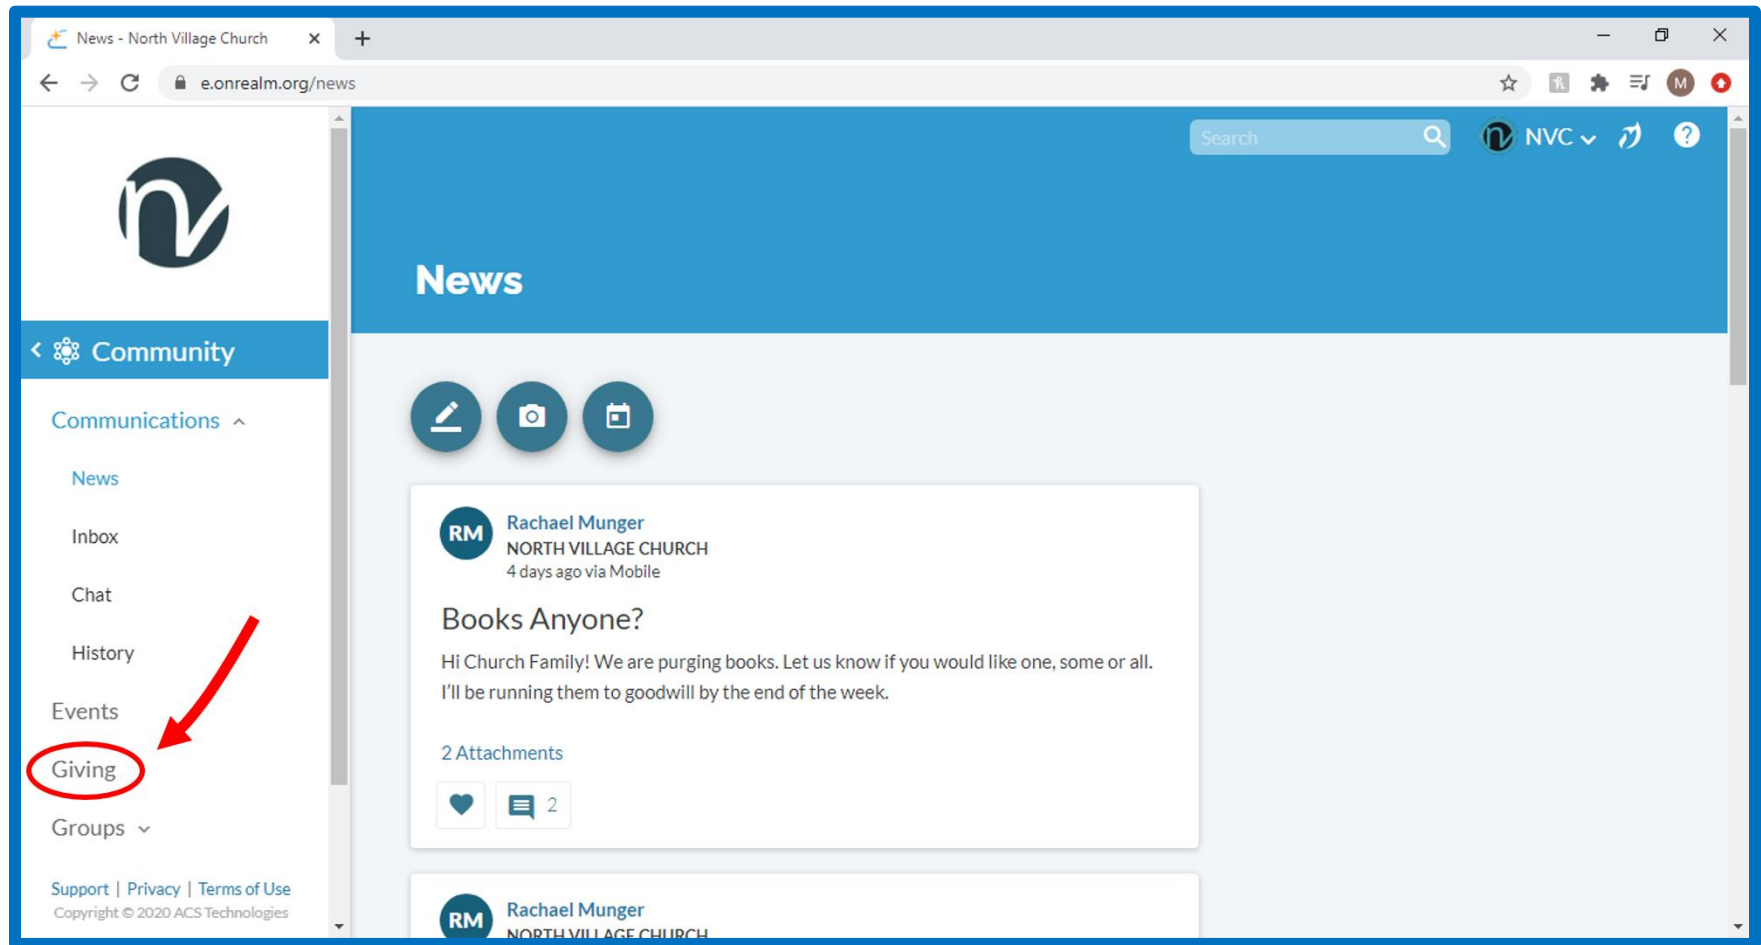 News - North Village Church
e.onrealm.org/news
M
Search
NVC
?
nv
News
Community
Communications
News
Inbox
Chat
History
Events
Giving
Groups
Support | Privacy | Terms of Use
Copyright © 2020 ACS Technologies
RM
Rachael Munger
NORTH VILLAGE CHURCH
4 days ago via Mobile
Books Anyone?
Hi Church Family! We are purging books. Let us know if you would like one, some or all.
I'll be running them to goodwill by the end of the week.
2 Attachments
2
RM
Rachael Munger
NORTH VILLAGE CHURCH